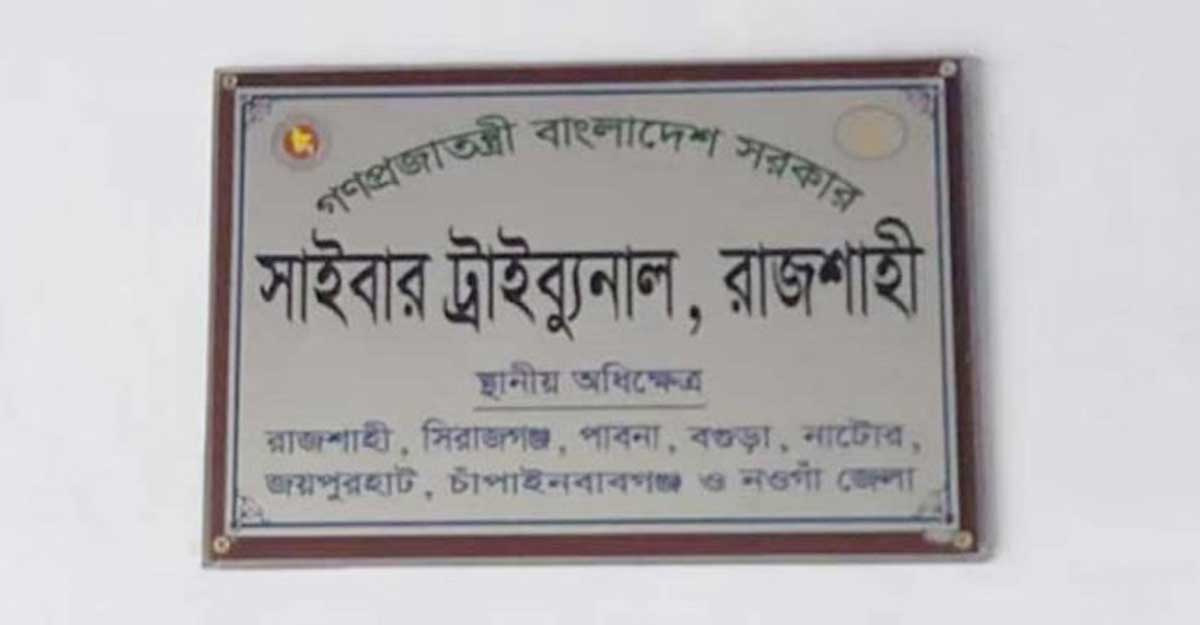 গণপ্রজাতন্ত্রী বাংলাদেশ সরকার
সাইবার ট্রাইব্যুনাল, রাজশাহী
স্থানীয় অধিক্ষেত্র
রাজশাহী, সিরাজগঞ্জ, পাবনা, বগুড়া, নাটোর,
জয়পুরহাট, চাঁপাইনবাবগঞ্জ ও নওগাঁ জেলা